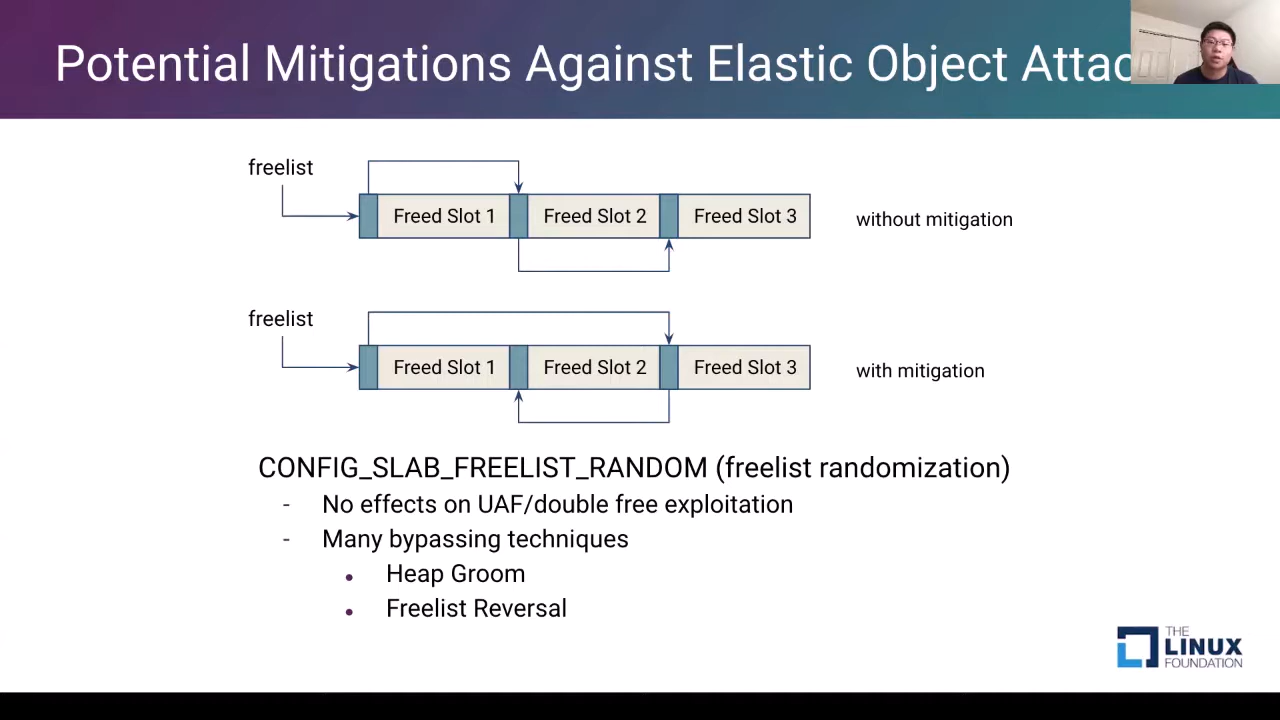 Potential Mitigations Against Elastic Object Attac
freelist
Freed Slot 1
Freed Slot 2
Freed Slot 3
without mitigation
freelist
Freed Slot 1
Freed Slot 2
Freed Slot 3
with mitigation
CONFIG_SLAB_FREELIST_RANDOM (freelist randomization)
- No effects on UAF/double free exploitation
- Many bypassing techniques
• Heap Groom
• Freelist Reversal
THE
LINUX
FOUNDATION